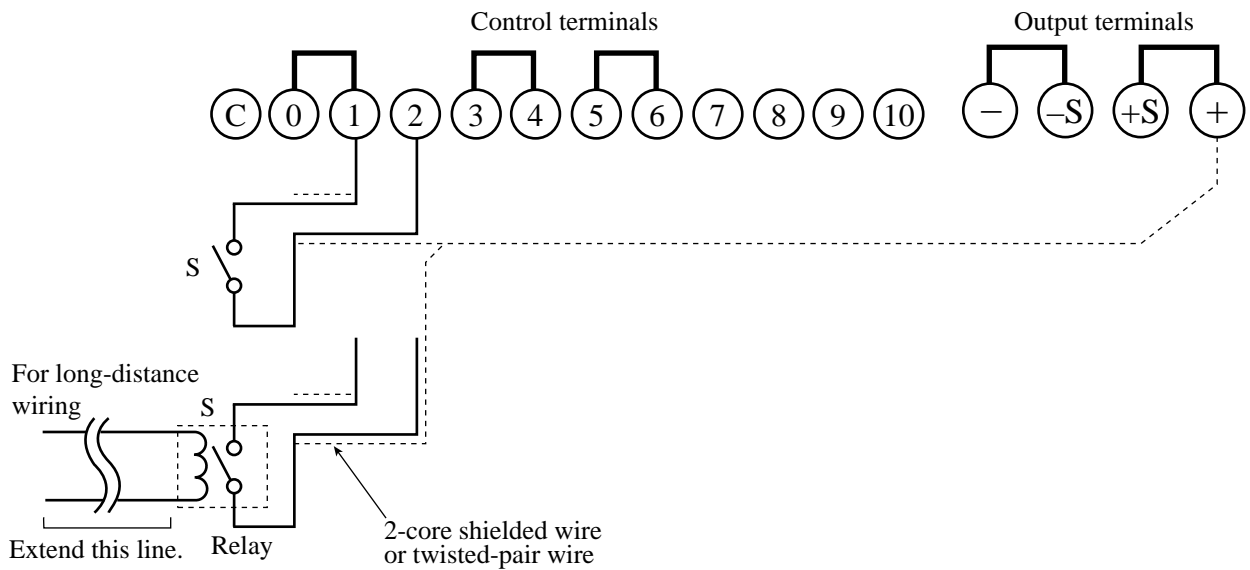 Control terminals
Output terminals
C 0 1 2 3 4 5 6 7 8 9 10 – –S +S +
S
For long-distance
wiring
S
Extend this line.
Relay
2-core shielded wire
or twisted-pair wire